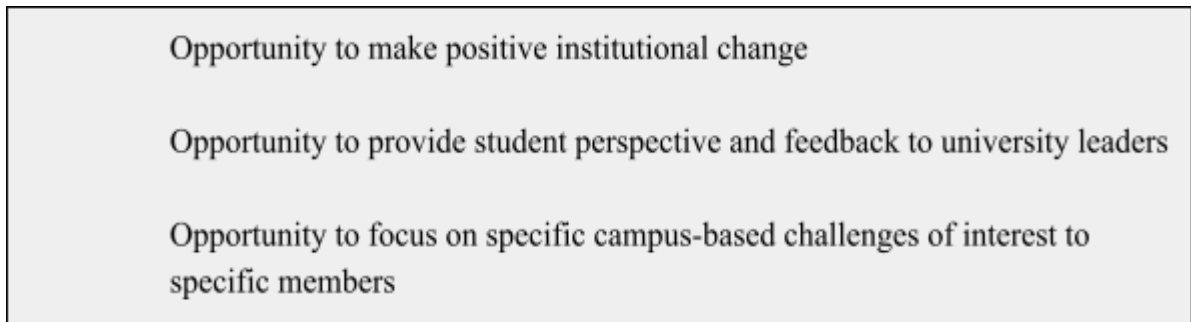 Opportunity to make positive institutional change
Opportunity to provide student perspective and feedback to university leaders
Opportunity to focus on specific campus-based challenges of interest to
specific members